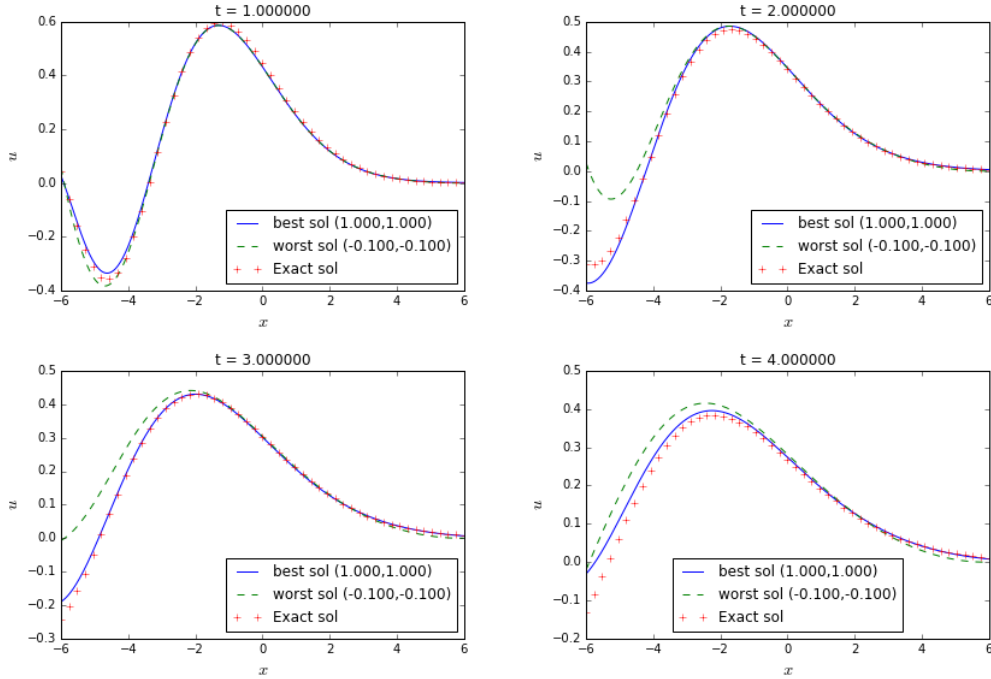 t = 1.000000
0.6
0.4
0.2
0.0
−0.2
−0.4
u
best sol (1.000,1.000)
worst sol (-0.100,-0.100)
Exact sol
−6 −4 −2 0 2 4 6
x
t = 2.000000
0.6
0.5
0.4
0.3
0.2
0.1
0.0
−0.1
−0.2
−0.3
−0.4
u
best sol (1.000,1.000)
worst sol (-0.100,-0.100)
Exact sol
−6 −4 −2 0 2 4 6
x
t = 3.000000
0.5
0.4
0.3
0.2
0.1
0.0
−0.1
−0.2
−0.3
u
best sol (1.000,1.000)
worst sol (-0.100,-0.100)
Exact sol
−6 −4 −2 0 2 4 6
x
t = 4.000000
0.5
0.4
0.3
0.2
0.1
0.0
−0.1
−0.2
u
best sol (1.000,1.000)
worst sol (-0.100,-0.100)
Exact sol
−6 −4 −2 0 2 4 6
x